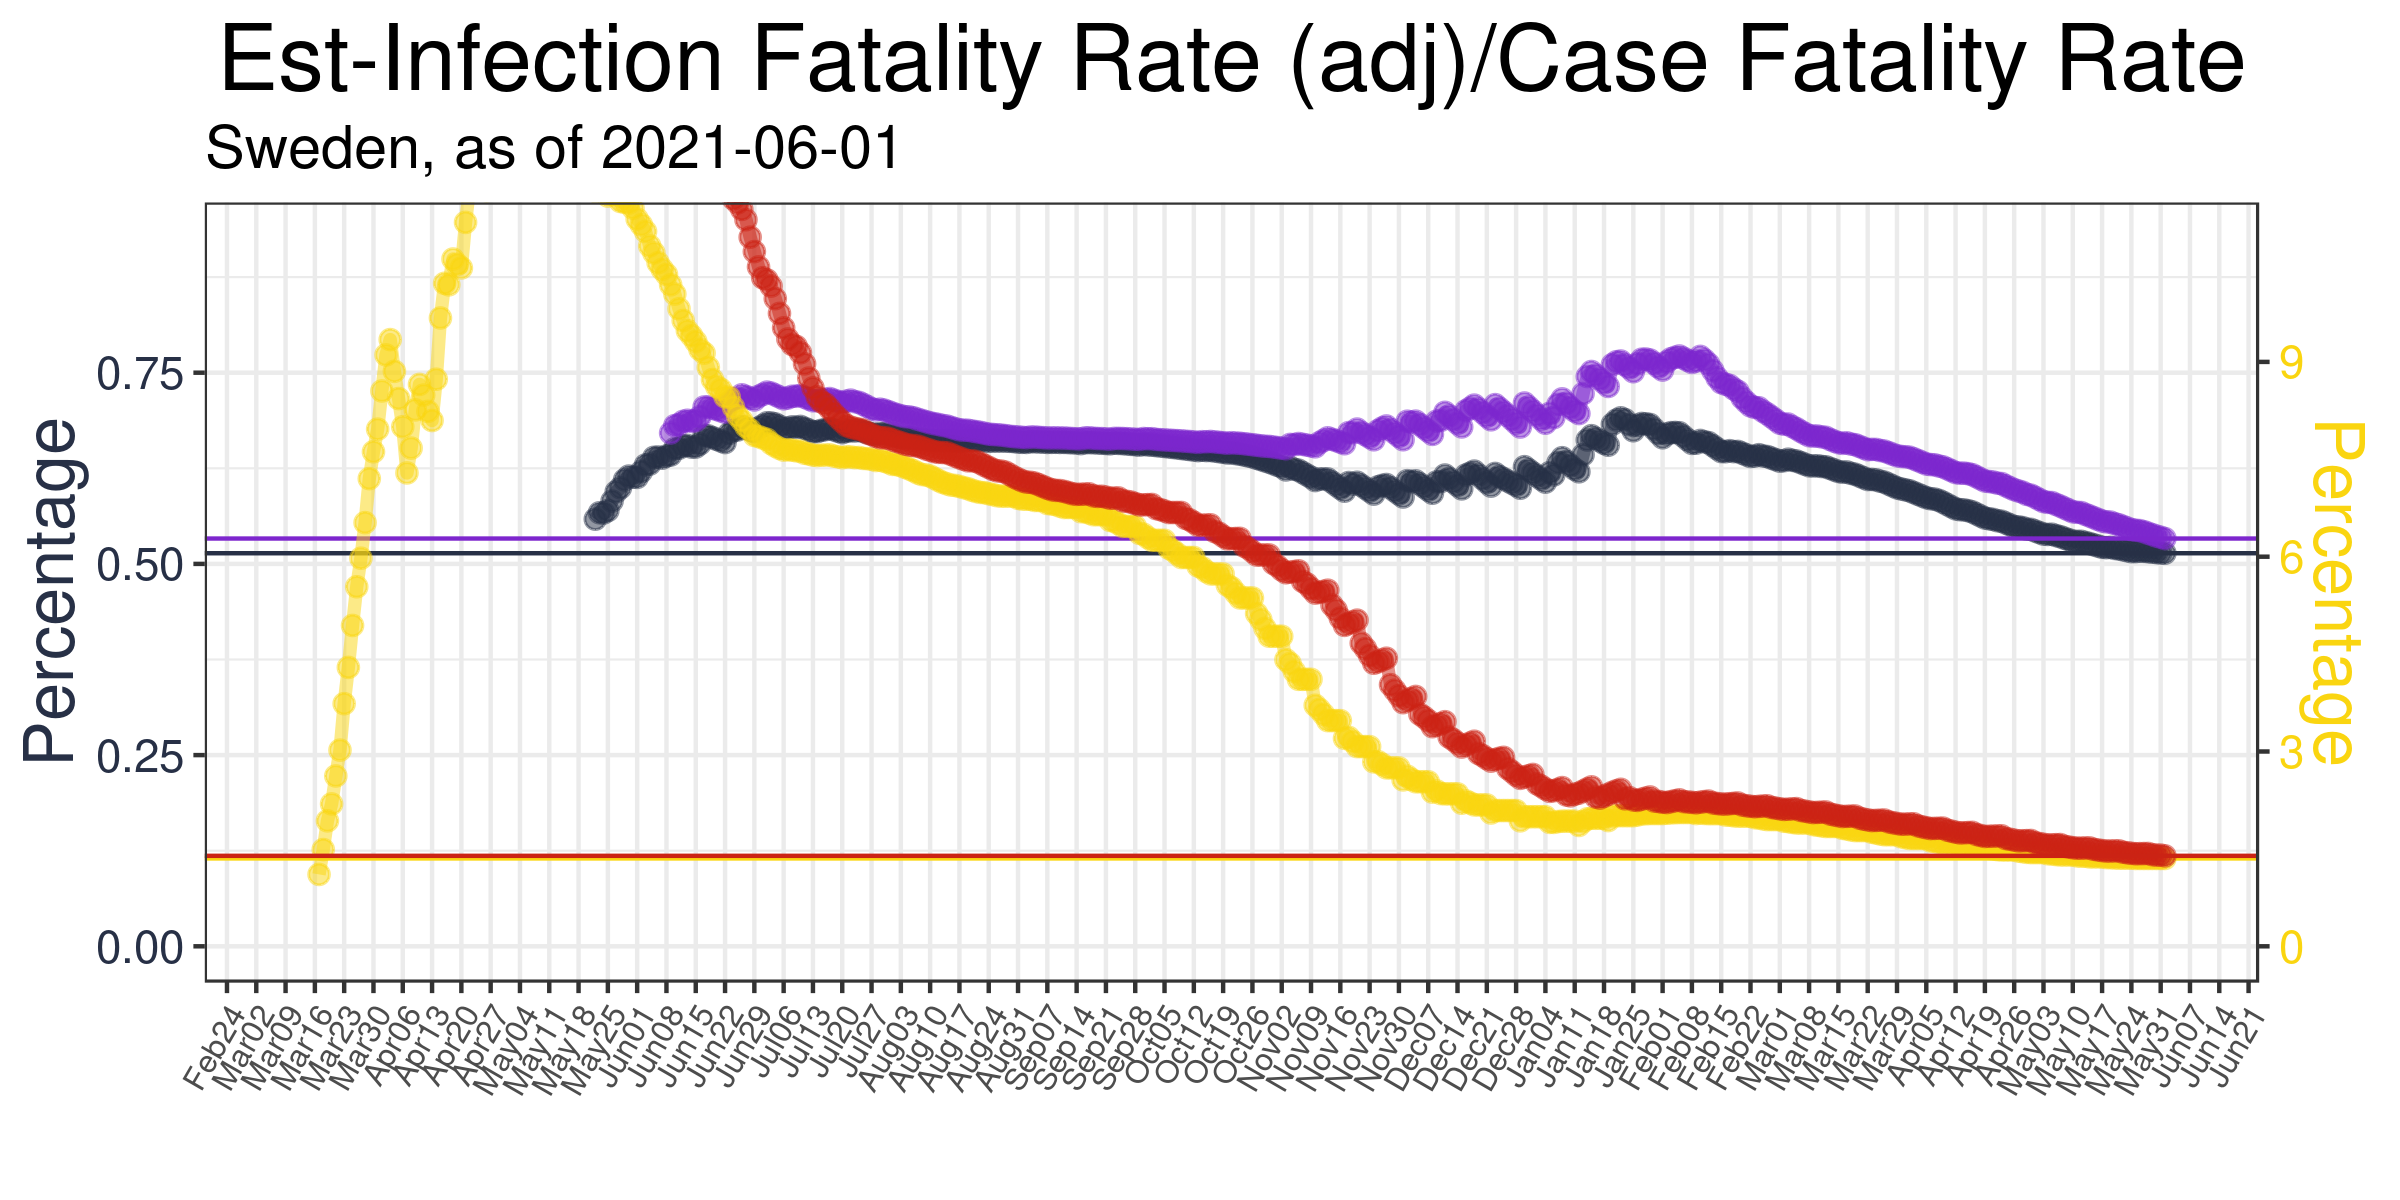 Est-Infection Fatality Rate (adj)/Case Fatality Rate
Sweden, as of 2021-06-01
Percentage
0.75
0.50
0.25
0.00
9
6
3
0
Percentage
Feb24
Mar02
Mar09
Mar16
Mar23
Mar30
Apr06
Apr13
Apr20
Apr27
May04
May11
May18
May25
Jun01
Jun08
Jun15
Jun22
Jun29
Jul06
Jul13
Jul20
Jul27
Aug03
Aug10
Aug17
Aug24
Aug31
Sep07
Sep14
Sep21
Sep28
Oct05
Oct12
Oct19
Oct26
Nov02
Nov09
Nov16
Nov23
Nov30
Dec07
Dec14
Dec21
Dec28
Jan04
Jan11
Jan18
Jan25
Feb01
Feb08
Feb15
Feb22
Mar01
Mar08
Mar15
Mar22
Mar29
Apr05
Apr12
Apr19
Apr26
May03
May10
May17
May24
May31
Jun07
Jun14
Jun21